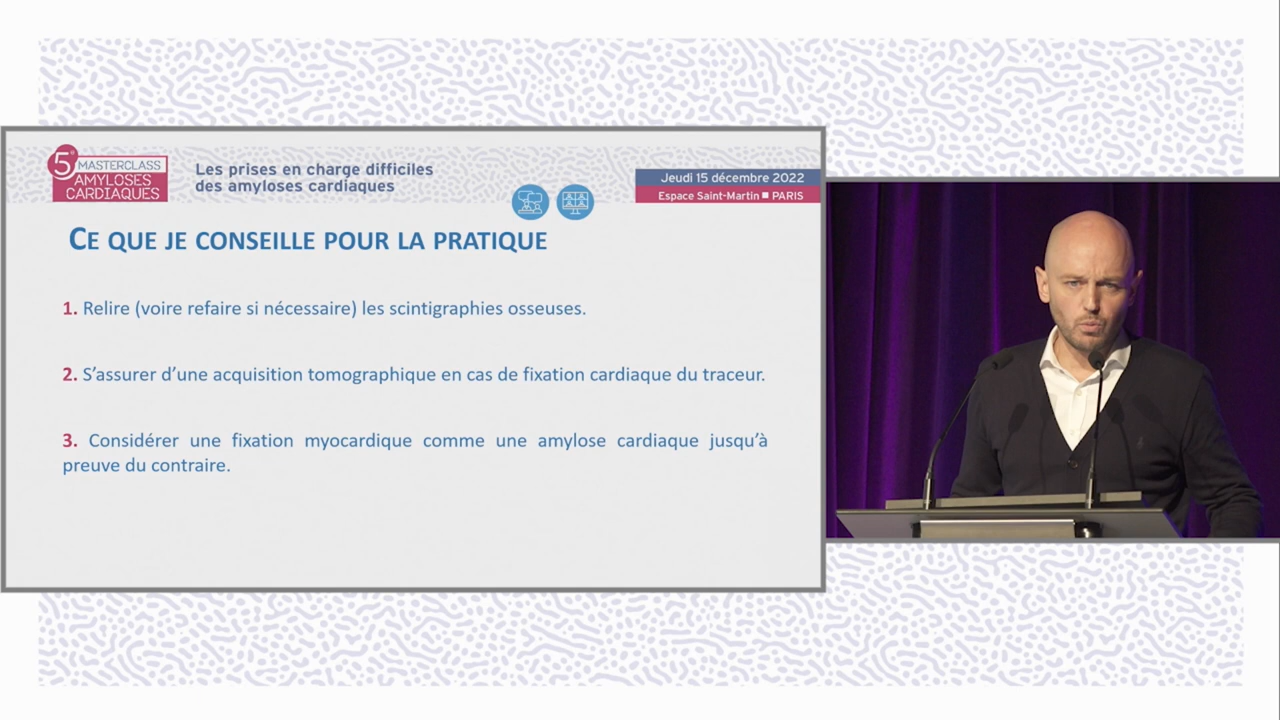 5e MASTERCLASS
AMYLOSES
CARDIAQUES
Les prises en charge difficiles
des amyloses cardiaques
Jeudi 15 décembre 2022
Espace Saint-Martin ■ PARIS
CE QUE JE CONSEILLE POUR LA PRATIQUE
1. Relire (voire refaire si nécessaire) les scintigraphies osseuses.
2. S’assurer d’une acquisition tomographique en cas de fixation cardiaque du traceur.
3. Considérer une fixation myocardique comme une amylose cardiaque jusqu’à
preuve du contraire.